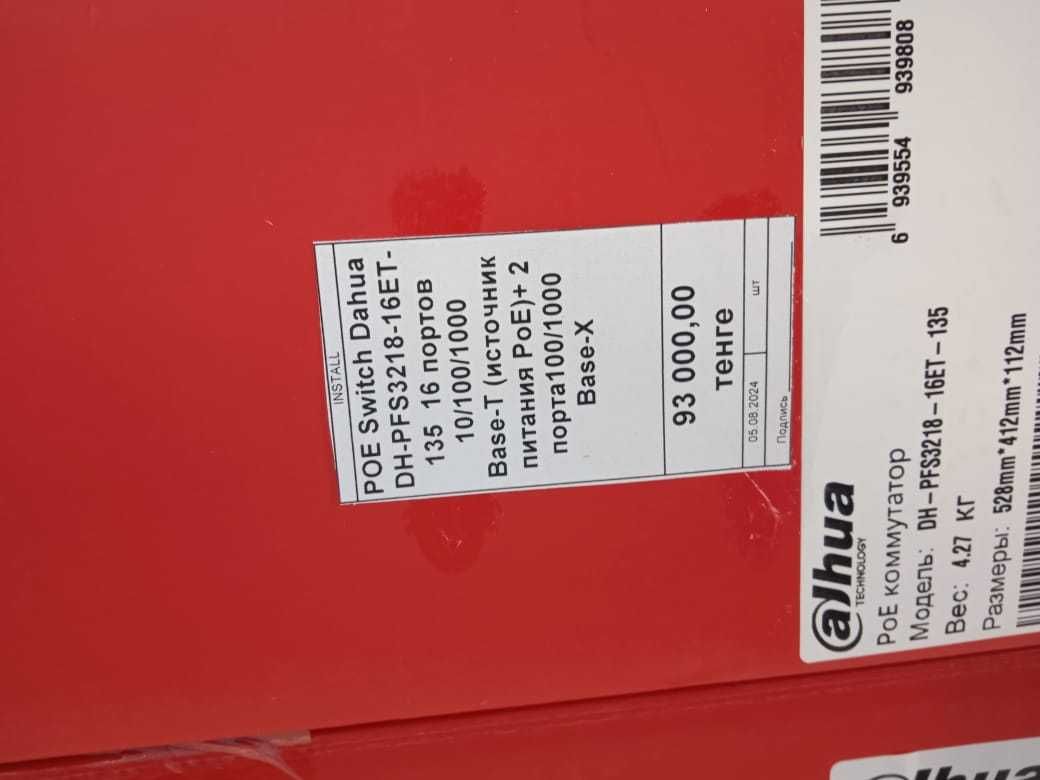 INSTALL
POE Switch Dahua
DH-PFS3218-16ET-
135 16 портов
10/100/1000
Base-T (источник
питания PoE)+ 2
порта100/1000
Base-X
93 000,00
тенге
05.08.2024 шт
Подпись
alhua
TECHNOLOGY
PoE коммутатор
Модель: DH-PFS3218-16ET-135
Вес: 4.27 кг
Размеры: 528mm*412mm*112mm
6 939554 939808
alhua